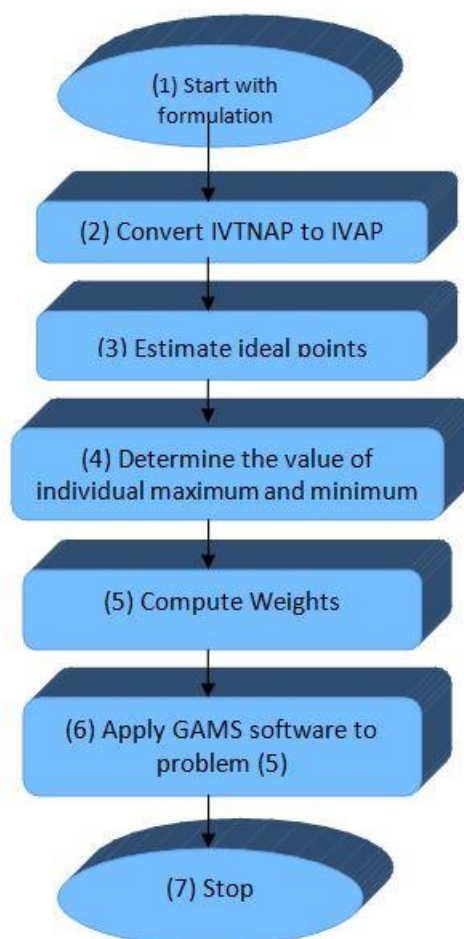 (1) Start with
formulation
(2) Convert IVTNAP to IVAP
(3) Estimate ideal points
(4) Determine the value of
individual maximum and minimum
(5) Compute Weights
(6) Apply GAMS software to
problem (5)
(7) Stop